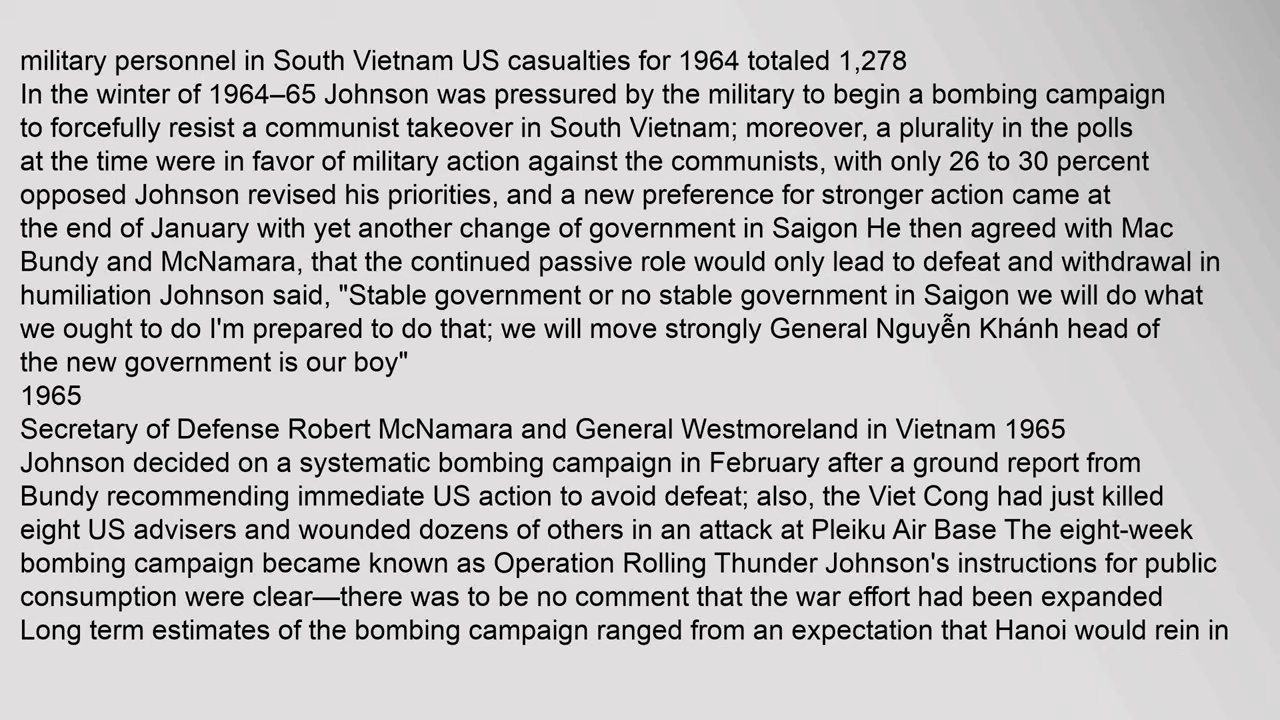 military personnel in South Vietnam US casualties for 1964 totaled 1,278
In the winter of 1964–65 Johnson was pressured by the military to begin a bombing campaign
to forcefully resist a communist takeover in South Vietnam; moreover, a plurality in the polls
at the time were in favor of military action against the communists, with only 26 to 30 percent
opposed Johnson revised his priorities, and a new preference for stronger action came at
the end of January with yet another change of government in Saigon He then agreed with Mac
Bundy and McNamara, that the continued passive role would only lead to defeat and withdrawal in
humiliation Johnson said, "Stable government or no stable government in Saigon we will do what
we ought to do I'm prepared to do that; we will move strongly General Nguyễn Khánh head of
the new government is our boy"
1965
Secretary of Defense Robert McNamara and General Westmoreland in Vietnam 1965
Johnson decided on a systematic bombing campaign in February after a ground report from
Bundy recommending immediate US action to avoid defeat; also, the Viet Cong had just killed
eight US advisers and wounded dozens of others in an attack at Pleiku Air Base The eight-week
bombing campaign became known as Operation Rolling Thunder Johnson's instructions for public
consumption were clear—there was to be no comment that the war effort had been expanded
Long term estimates of the bombing campaign ranged from an expectation that Hanoi would rein in